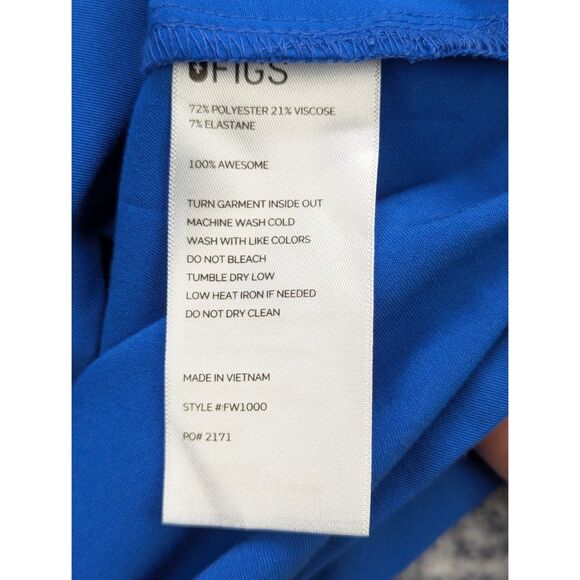 FIGS
72% POLYESTER 21% VISCOSE
7% ELASTANE
100% AWESOME
TURN GARMENT INSIDE OUT
MACHINE WASH COLD
WASH WITH LIKE COLORS
DO NOT BLEACH
TUMBLE DRY LOW
LOW HEAT IRON IF NEEDED
DO NOT DRY CLEAN
MADE IN VIETNAM
STYLE #:FW1000
PO# 2171